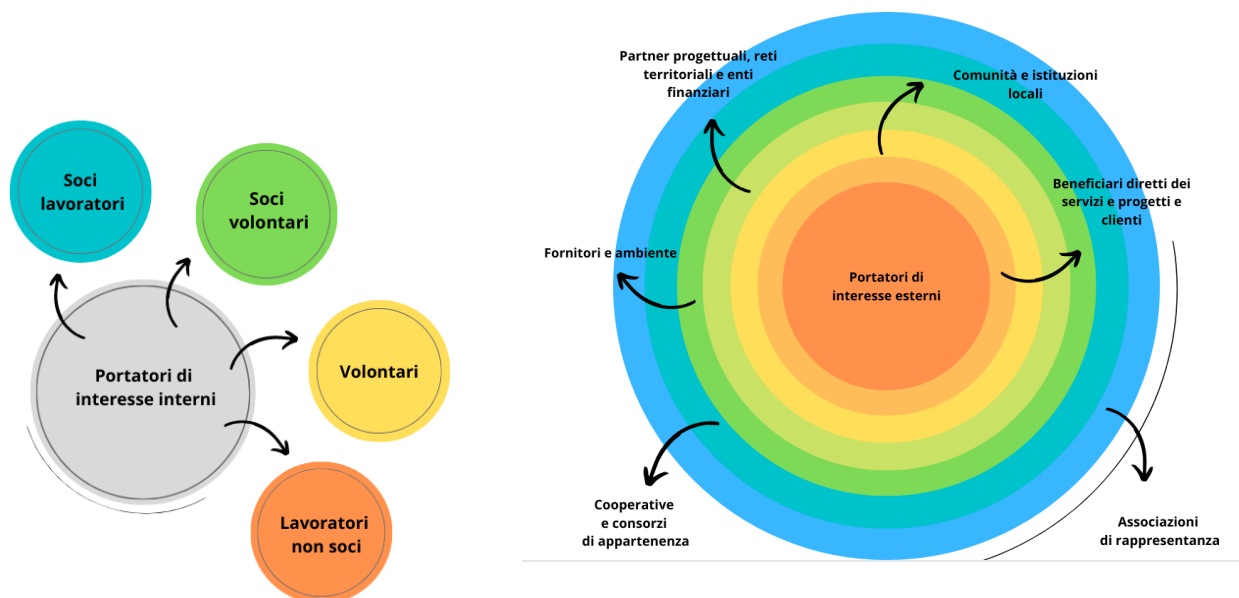 Soci
lavoratori
Soci
volontari
Portatori di
interesse interni
Volontari
Lavoratori
non soci
Partner progettuali, reti
territoriali e enti
finanziari
Comunità e istituzioni
locali
Beneficiari diretti dei
servizi e progetti e
clienti
Fornitori e ambiente
Portatori di
interesse esterni
Cooperative
e consorzi
di appartenenza
Associazioni
di rappresentanza